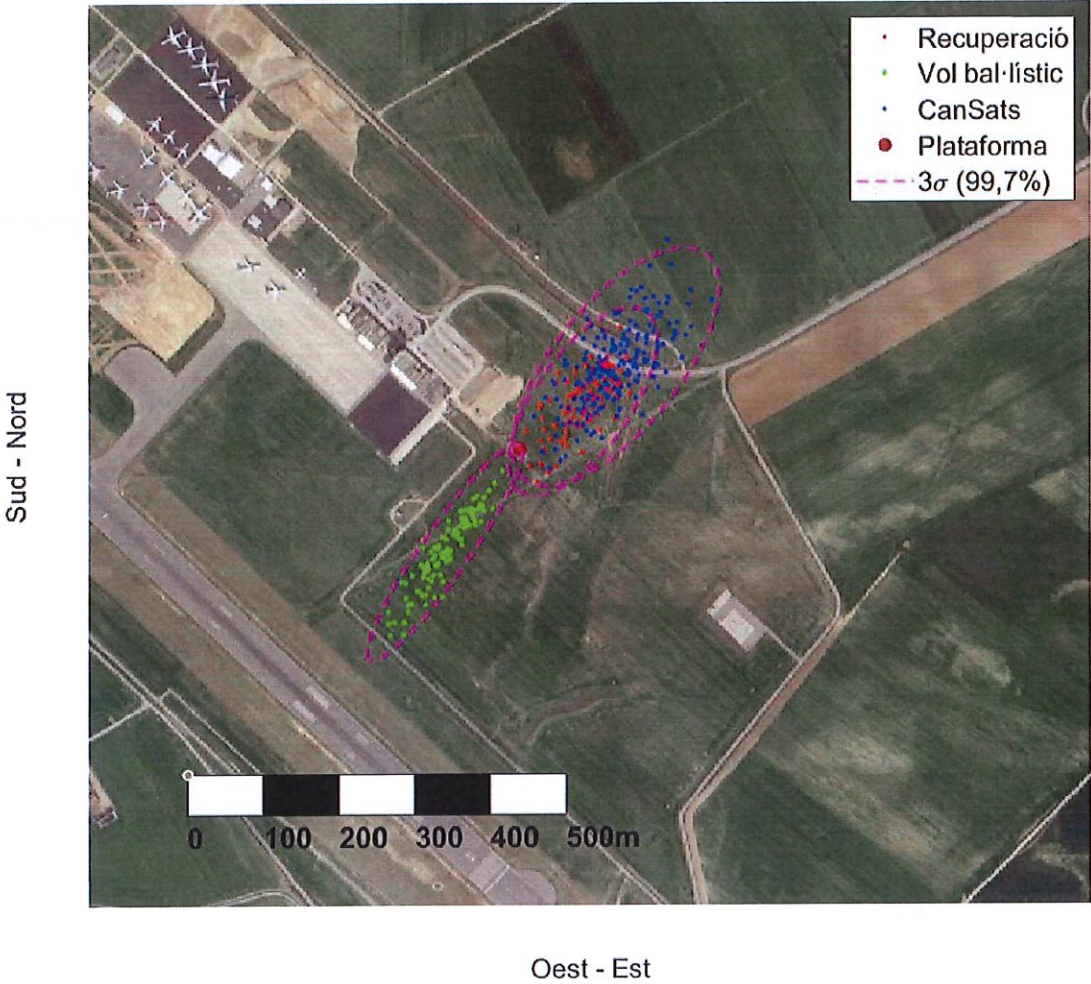 Recuperació
Vol bal·lístic
CanSats
Plataforma
3σ (99,7%)
Sud - Nord
0 100 200 300 400 500m
Oest - Est